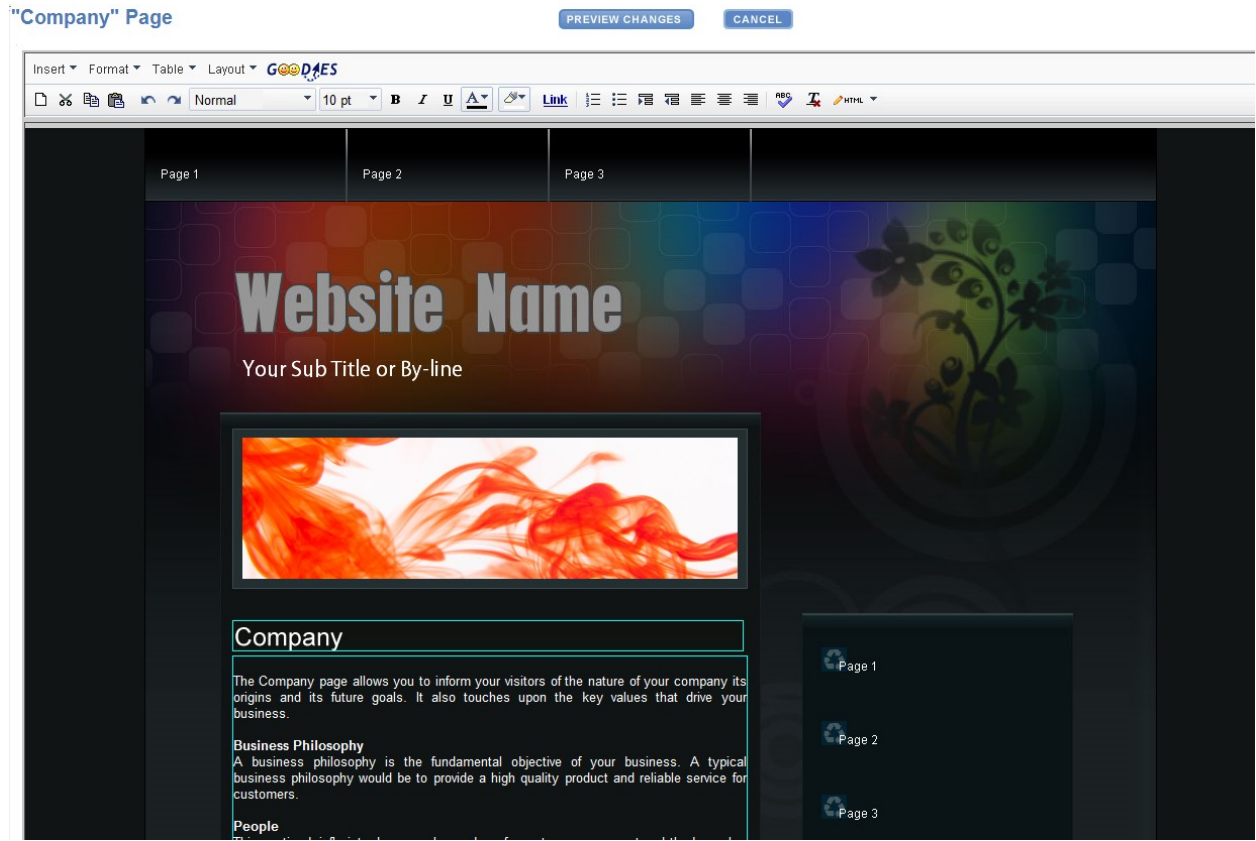 "Company" Page
PREVIEW CHANGES
CANCEL
Insert Format Table Layout GOODIES
Normal 10 pt B I U A Link ABC HTML
Page 1 Page 2 Page 3
Website Name
Your Sub Title or By-line
Company
The Company page allows you to inform your visitors of the nature of your company its
origins and its future goals. It also touches upon the key values that drive your
business.
Business Philosophy
A business philosophy is the fundamental objective of your business. A typical
business philosophy would be to provide a high quality product and reliable service for
customers.
People
Page 1
Page 2
Page 3